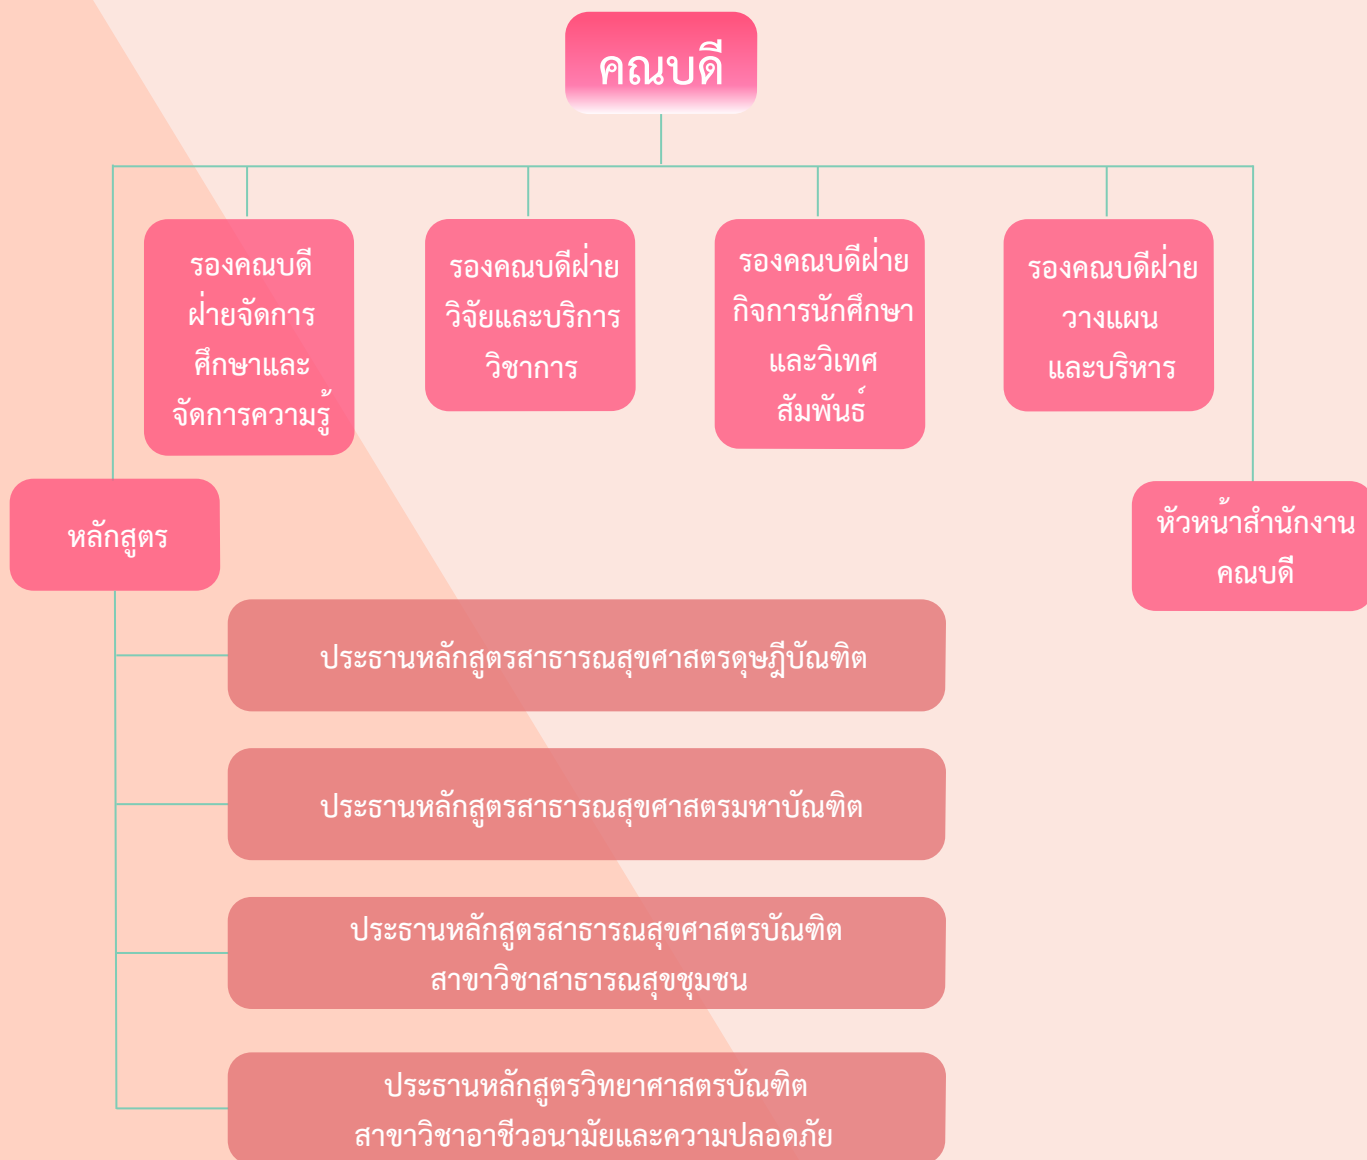 คณบดี
รองคณบดี
ฝ่ายจัดการ
ศึกษาและ
จัดการความรู้
รองคณบดีฝ่าย
วิจัยและบริการ
วิชาการ
รองคณบดีฝ่าย
กิจการนักศึกษา
และวิเทศ
สัมพันธ์
รองคณบดีฝ่าย
วางแผน
และบริหาร
หลักสูตร
หัวหน้าสำนักงาน
คณบดี
ประธานหลักสูตรสาธารณสุขศาสตรดุษฎีบัณฑิต
ประธานหลักสูตรสาธารณสุขศาสตรมหาบัณฑิต
ประธานหลักสูตรสาธารณสุขศาสตรบัณฑิต
สาขาวิชาสาธารณสุขชุมชน
ประธานหลักสูตรวิทยาศาสตรบัณฑิต
สาขาวิชาอาชีวอนามัยและความปลอดภัย